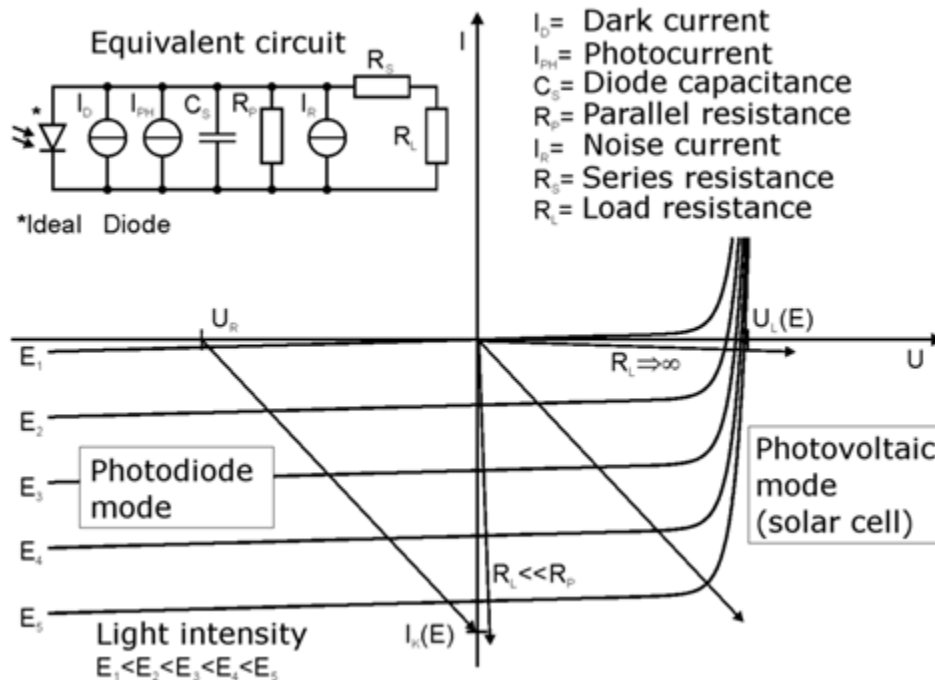 Equivalent circuit
* I_D I_PH C_S R_P I_R R_S R_L
*Ideal Diode
I_D= Dark current
I_PH= Photocurrent
C_S= Diode capacitance
R_P= Parallel resistance
I_R= Noise current
R_S= Series resistance
R_L= Load resistance
I
U_R
U_L(E)
U
R_L⇒∞
E_1
E_2
E_3
E_4
E_5
Photodiode
mode
Photovoltaic
mode
(solar cell)
R_L<<R_P
I_K(E)
Light intensity
E_1<E_2<E_3<E_4<E_5